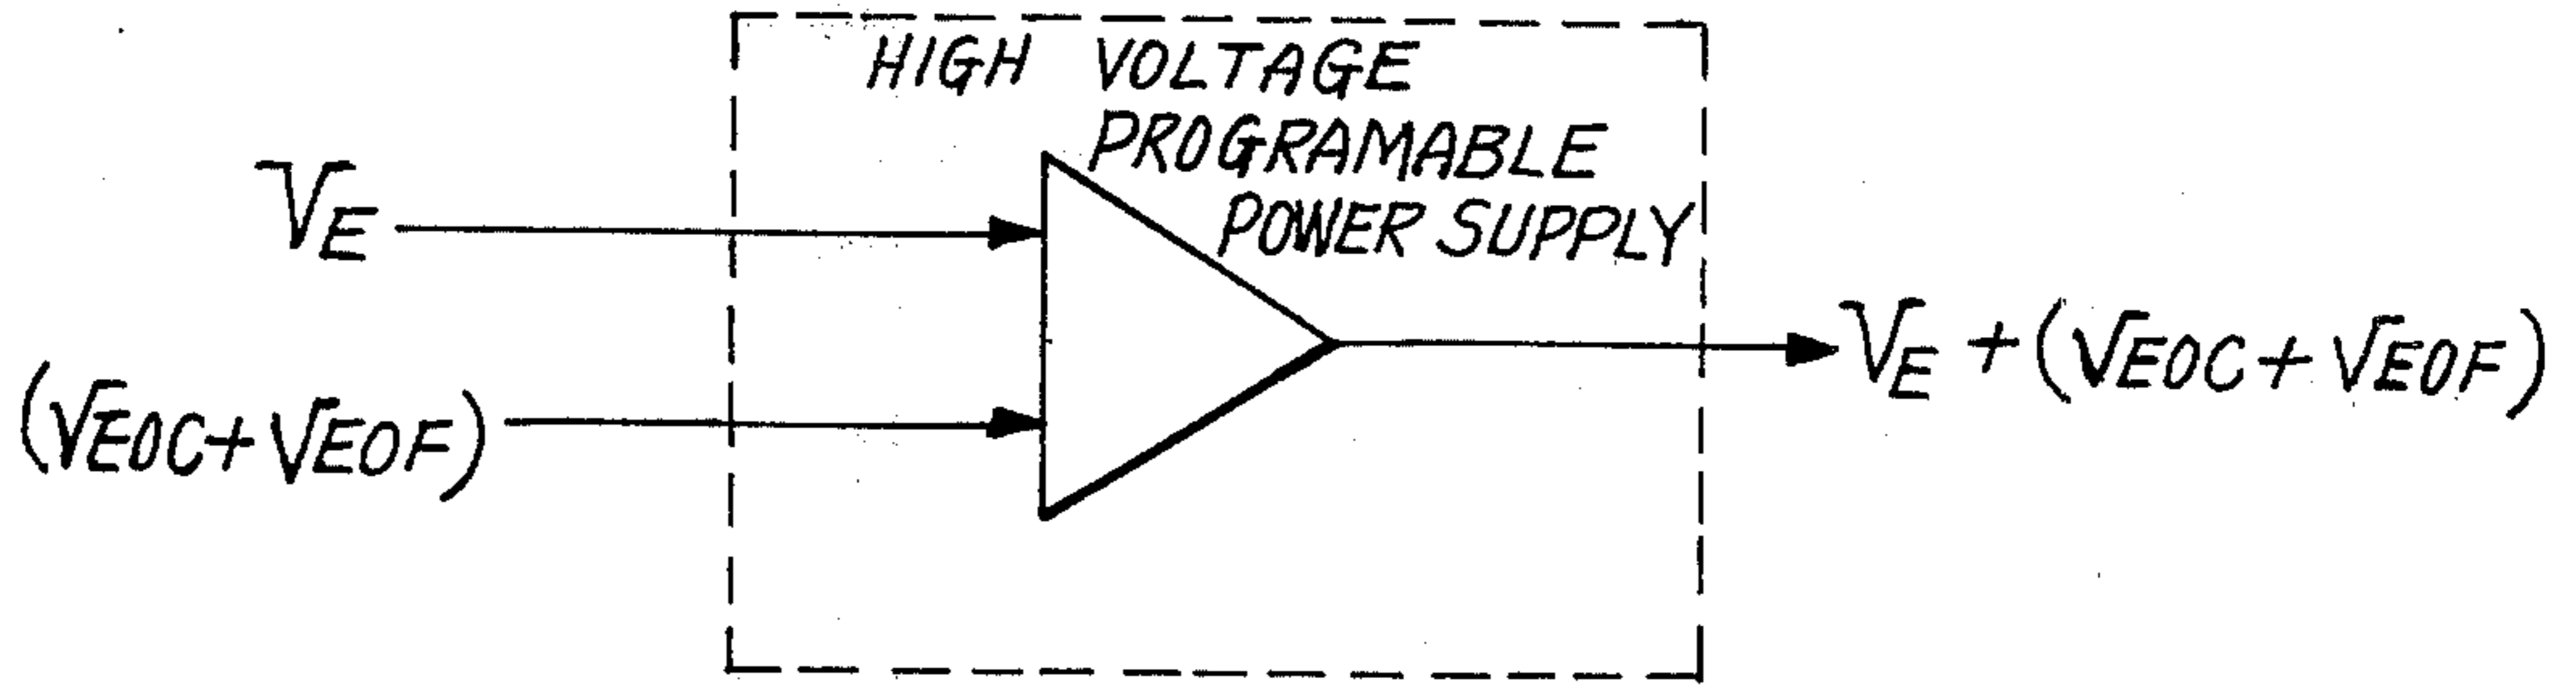 HIGH VOLTAGE
PROGRAMABLE
POWER SUPPLY
VE
(VEOC+VEOF)
VE+(VEOC+VEOF)